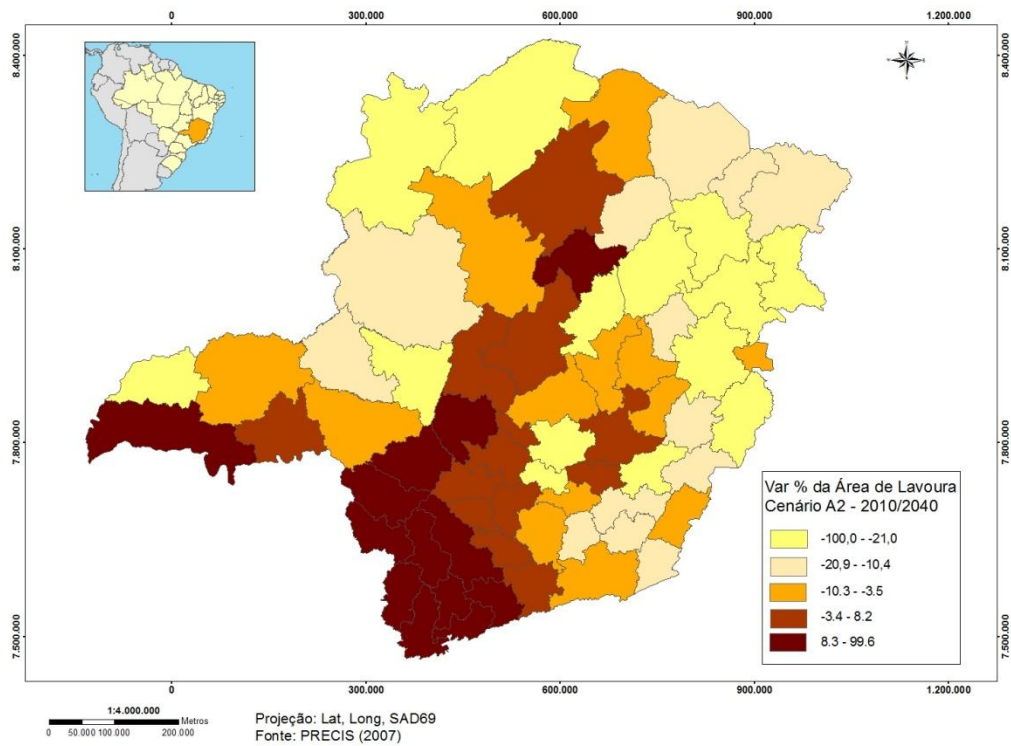 0 300.000 600.000 900.000 1.200.000
8.400.000 8.400.000
8.100.000 8.100.000
7.800.000 7.800.000
7.500.000 7.500.000
Var % da Área de Lavoura
Cenário A2 - 2010/2040
-100,0 - -21,0
-20,9 - -10,4
-10.3 - -3.5
-3.4 - 8.2
8.3 - 99.6
0 300.000 600.000 900.000 1.200.000
1:4.000.000
Metros
0 50.000 100.000 200.000
Projeção: Lat, Long, SAD69
Fonte: PRECIS (2007)